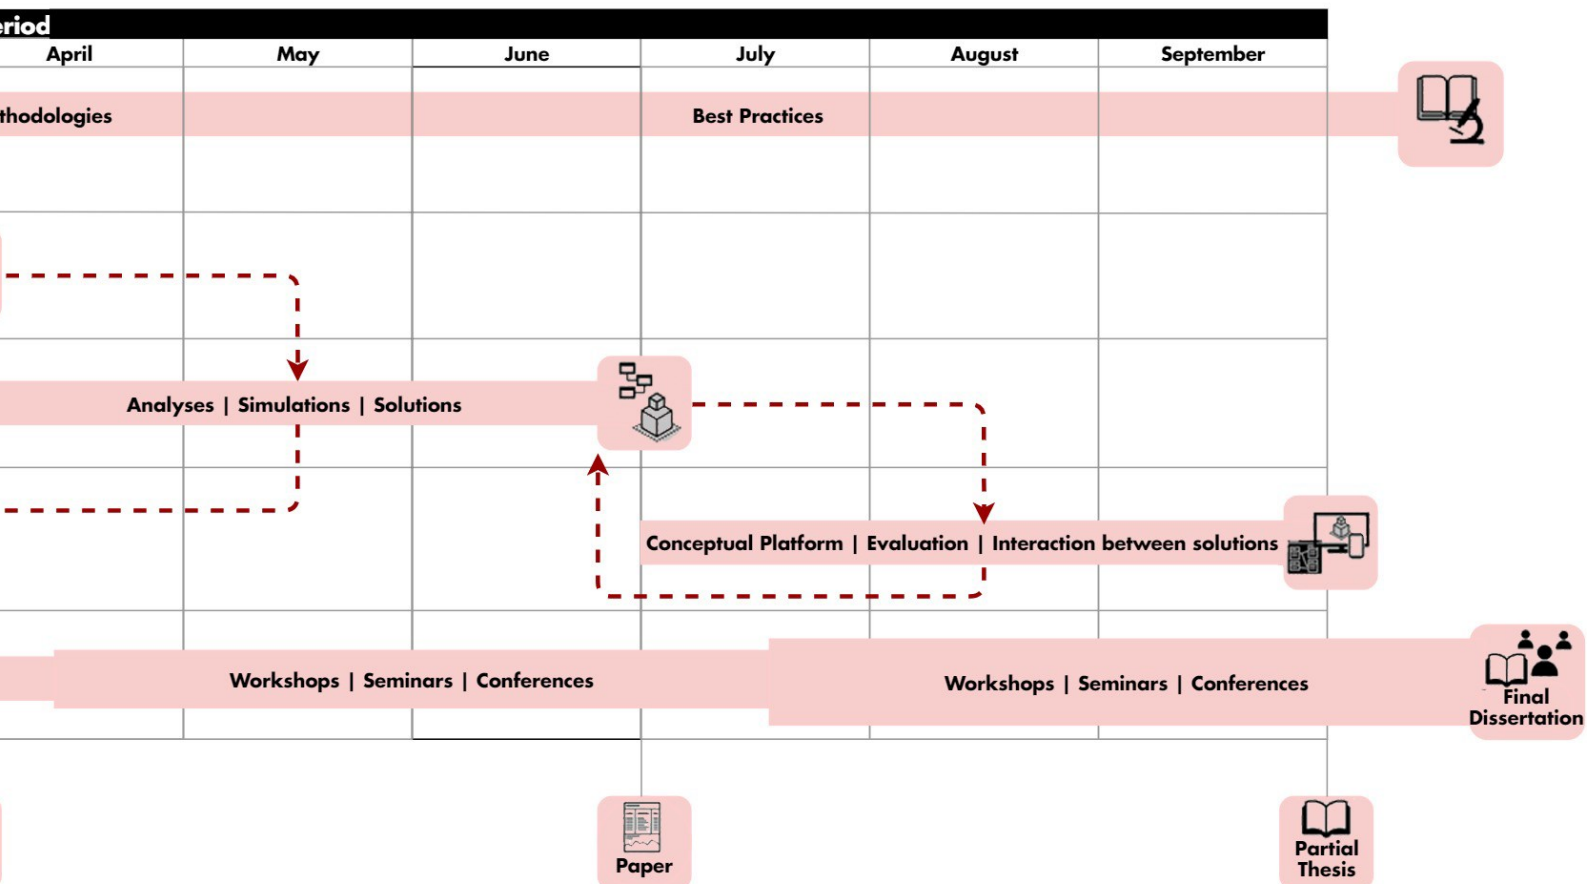 eriod
April May June July August September
thodologies Best Practices
Analyses | Simulations | Solutions
Conceptual Platform | Evaluation | Interaction between solutions
Workshops | Seminars | Conferences
Workshops | Seminars | Conferences
Final
Dissertation
Paper
Partial
Thesis